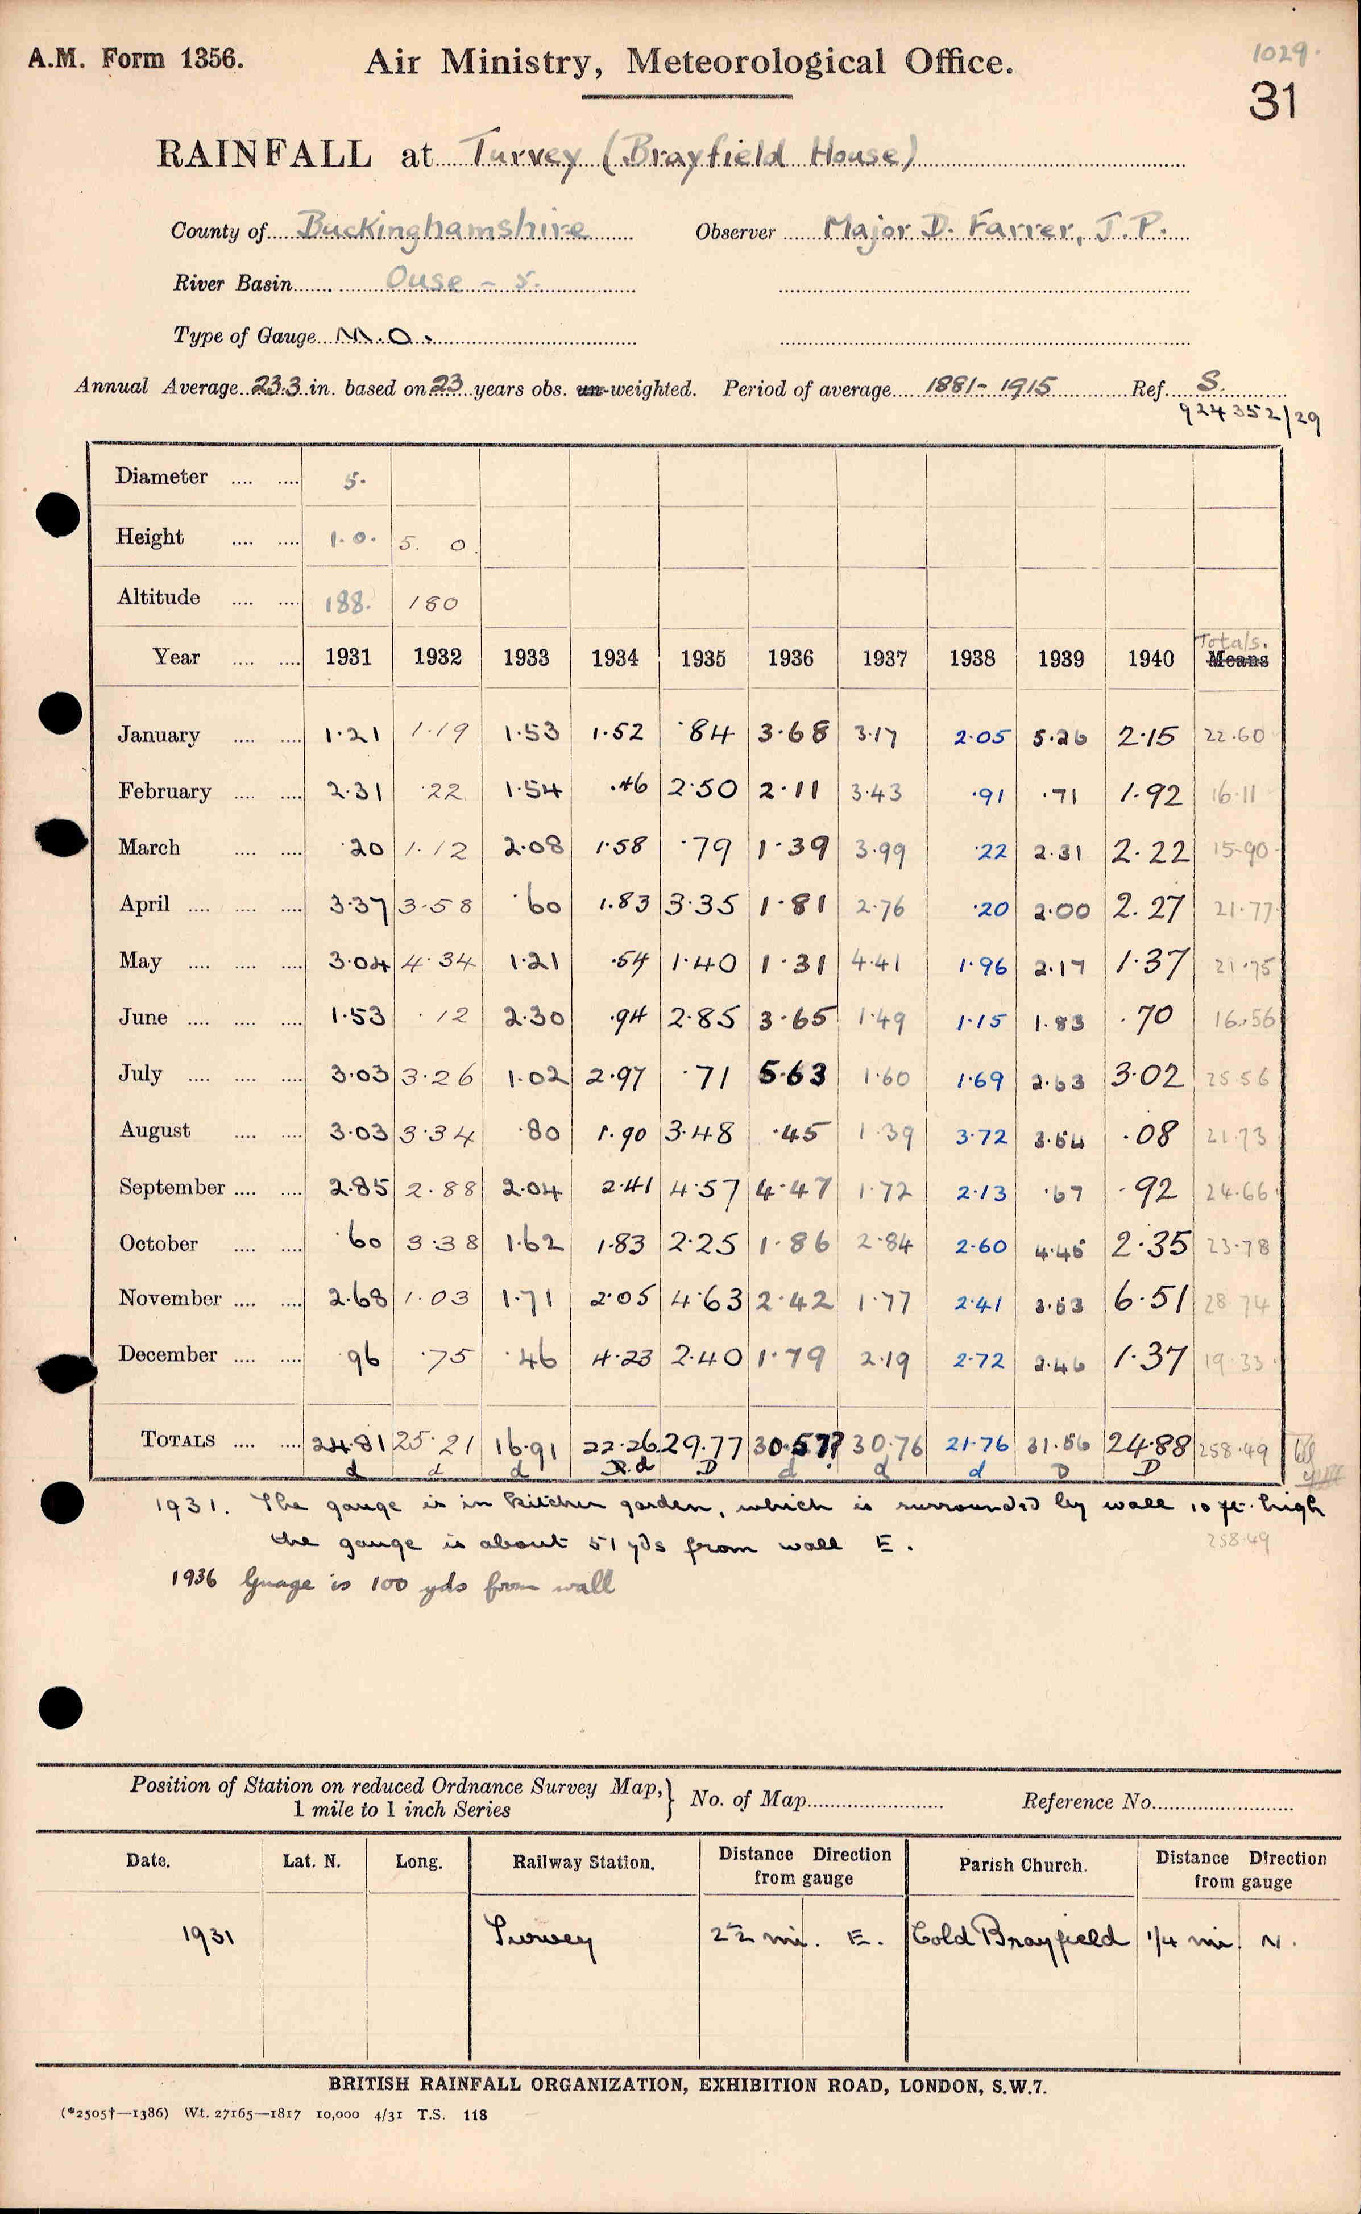 A.M. Form 1356.
Air Ministry, Meteorological Office.
1029.
31
RAINFALL at Turvey (Brayfield House)
County of Buckinghamshire Observer Major D. Farrer, J.P.
River Basin Ouse - 5.
Type of Gauge M.O.
Annual Average 23.3 in. based on 23 years obs. un-weighted. Period of average 1881-1915 Ref. S.
924352/29
Diameter .... .... 5.
Height .... .... 1.0. 5. 0.
Altitude .... .... 188. 180
Totals.
Year .... .... 1931 1932 1933 1934 1935 1936 1937 1938 1939 1940 Means
January .... .... 1.21 1.19 1.53 1.52 .84 3.68 3.17 2.05 5.26 2.15 22.60
February .... .... 2.31 .22 1.54 .46 2.50 2.11 3.43 .91 .71 1.92 16.11
March .... .... .20 1.12 2.08 1.58 .79 1.39 3.99 .22 2.31 2.22 15.90
April .... .... .... 3.37 3.58 .60 1.83 3.35 1.81 2.76 .20 2.00 2.27 21.77
May .... .... .... 3.04 4.34 1.21 .54 1.40 1.31 4.41 1.96 2.17 1.37 21.75
June .... .... .... 1.53 .12 2.30 .94 2.85 3.65 1.49 1.15 1.83 .70 16.56
July .... .... .... 3.03 3.26 1.02 2.97 .71 5.63 1.60 1.69 2.63 3.02 25.56
August .... .... 3.03 3.34 .80 1.90 3.48 .45 1.39 3.72 3.54 .08 21.73
September .... .... 2.85 2.88 2.04 2.41 4.57 4.47 1.72 2.13 .67 .92 24.66
October .... .... .60 3.38 1.62 1.83 2.25 1.86 2.84 2.60 4.45 2.35 23.78
November .... .... 2.68 1.03 1.71 2.05 4.63 2.42 1.77 2.41 3.53 6.51 28.74
December .... .... .96 .75 .46 4.23 2.40 1.79 2.19 2.72 2.46 1.37 19.33
TOTALS .... .... 24.81 25.21 16.91 22.26 29.77 30.57? 30.76 21.76 31.56 24.88 258.49
d d d R.d D d d d D D
1931. The gauge is in kitchen garden, which is surrounded by wall 10 ft. high
the gauge is about 51 yds from wall E.
258.49
1936 Guage is 100 yds from wall
Position of Station on reduced Ordnance Survey Map, } No. of Map Reference No.
1 mile to 1 inch Series
Date. Lat. N. Long. Railway Station. Distance Direction from gauge Parish Church. Distance Direction from gauge
1931 Turvey mi. E. Cold Brayfield 1/4 mi N.
BRITISH RAINFALL ORGANIZATION, EXHIBITION ROAD, LONDON, S.W.7.
(*2505†—1386) Wt. 27165—1817 10,000 4/31 T.S. 118